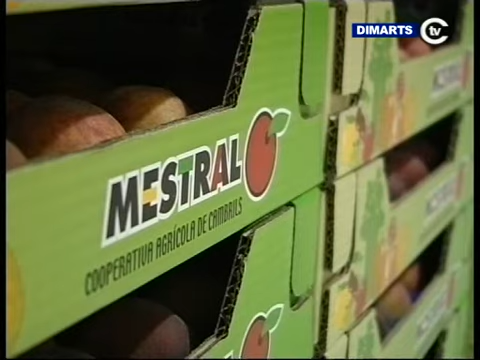 DIMARTS
C tv
MESTRAL
COOPERATIVA AGRÍCOLA DE CAMBRILS